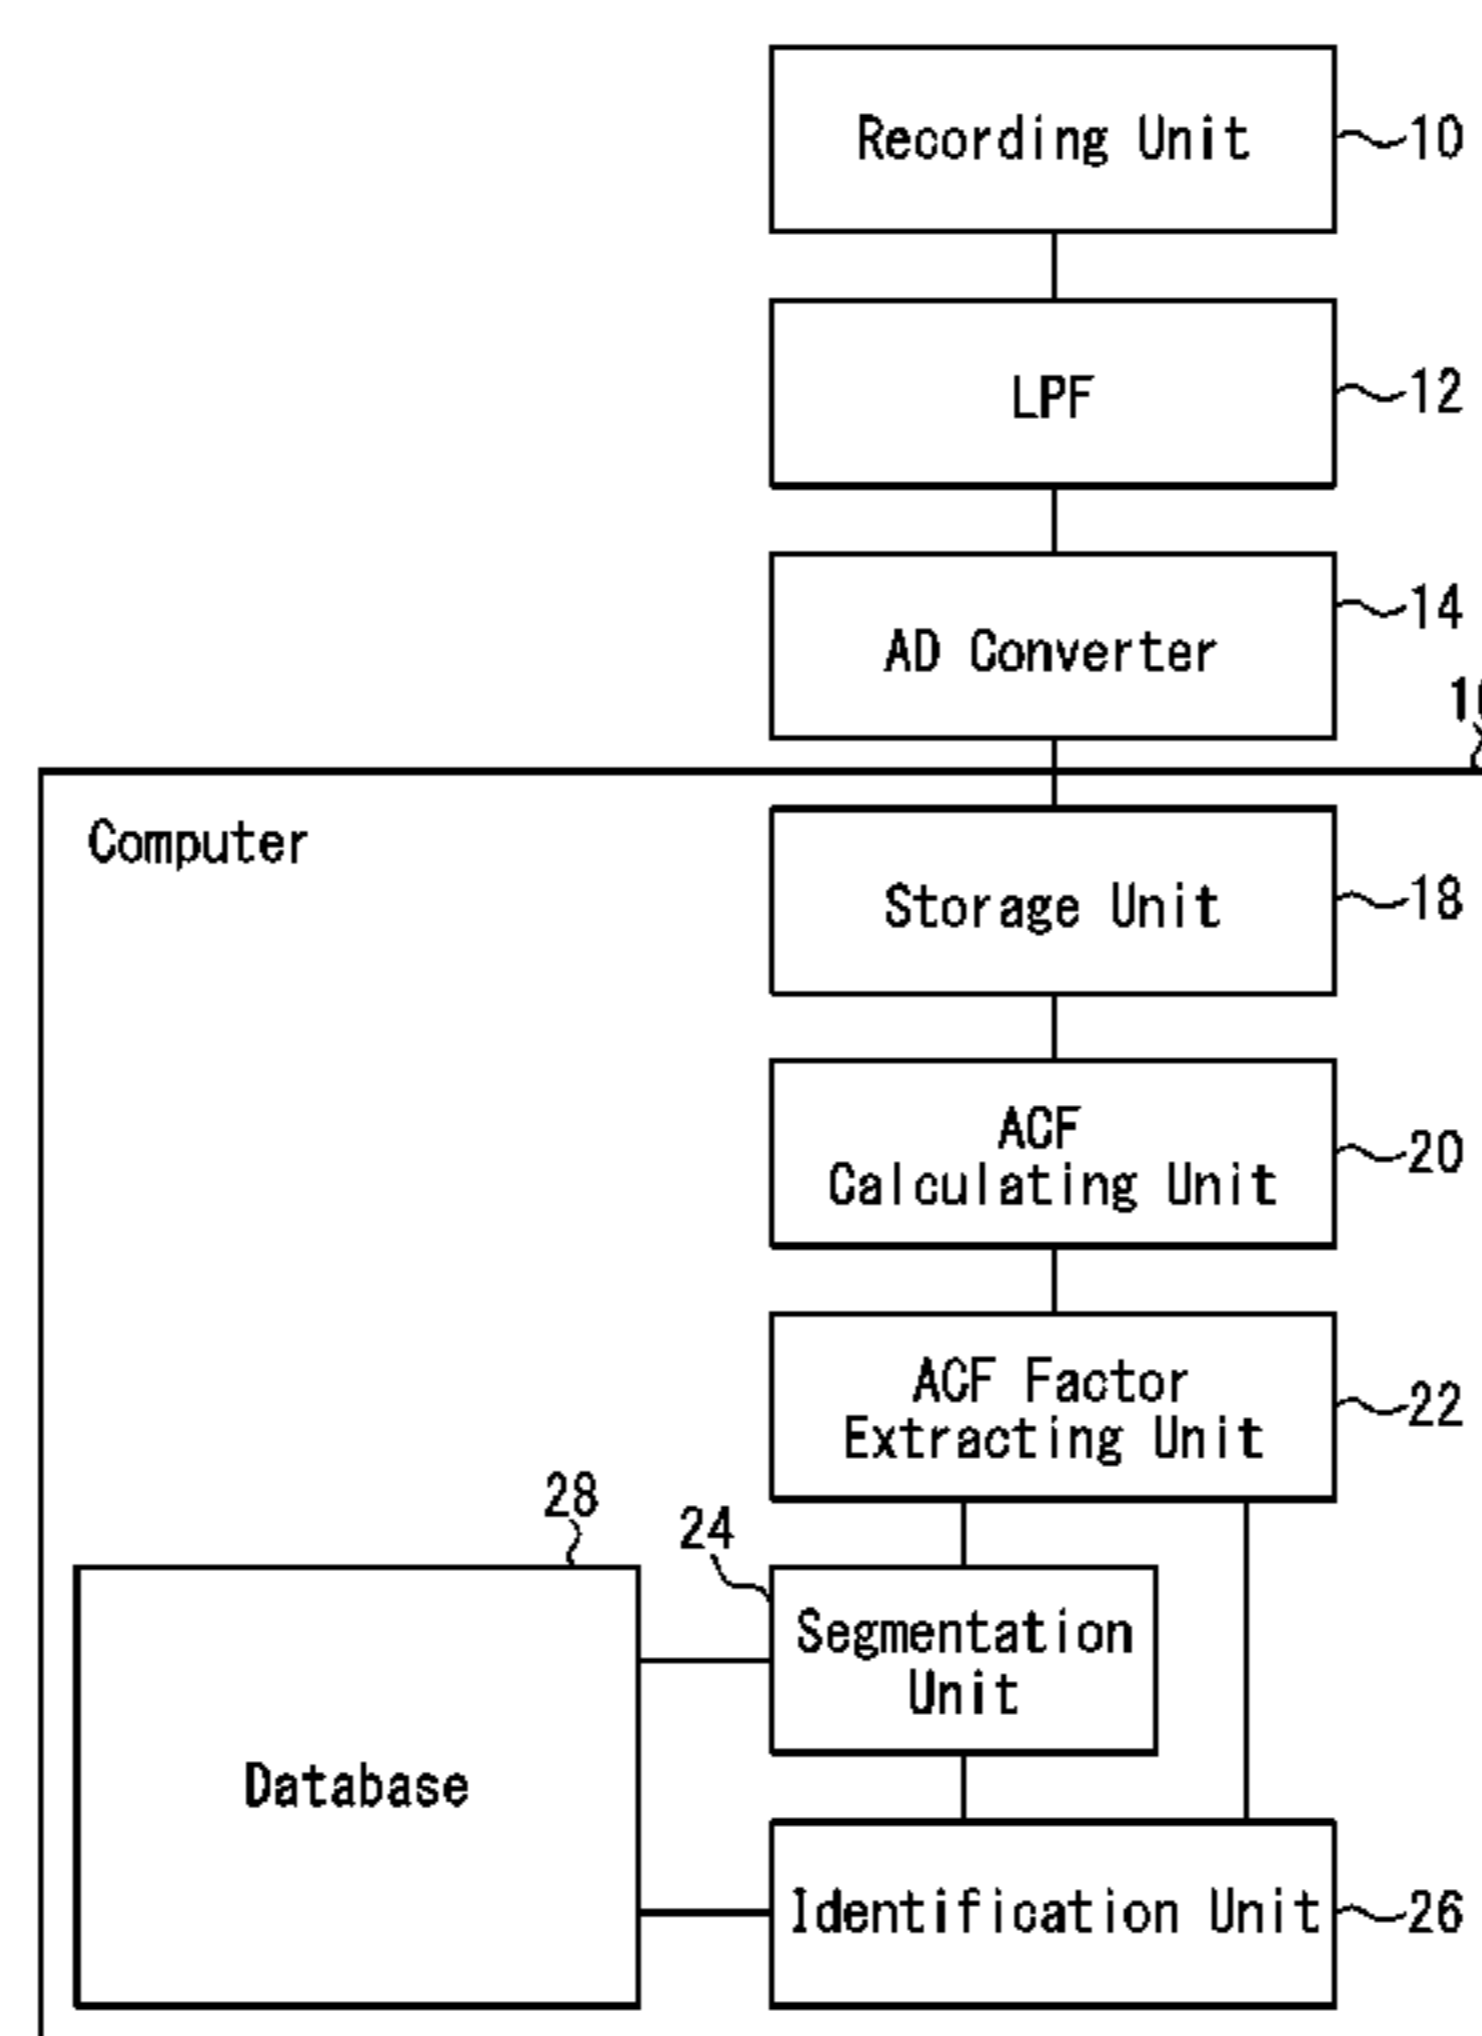 Recording Unit
10
LPF
12
AD Converter
14
Computer
Storage Unit
18
ACF
Calculating Unit
20
ACF Factor
Extracting Unit
22
28
24
Segmentation
Unit
Database
Identification Unit
26